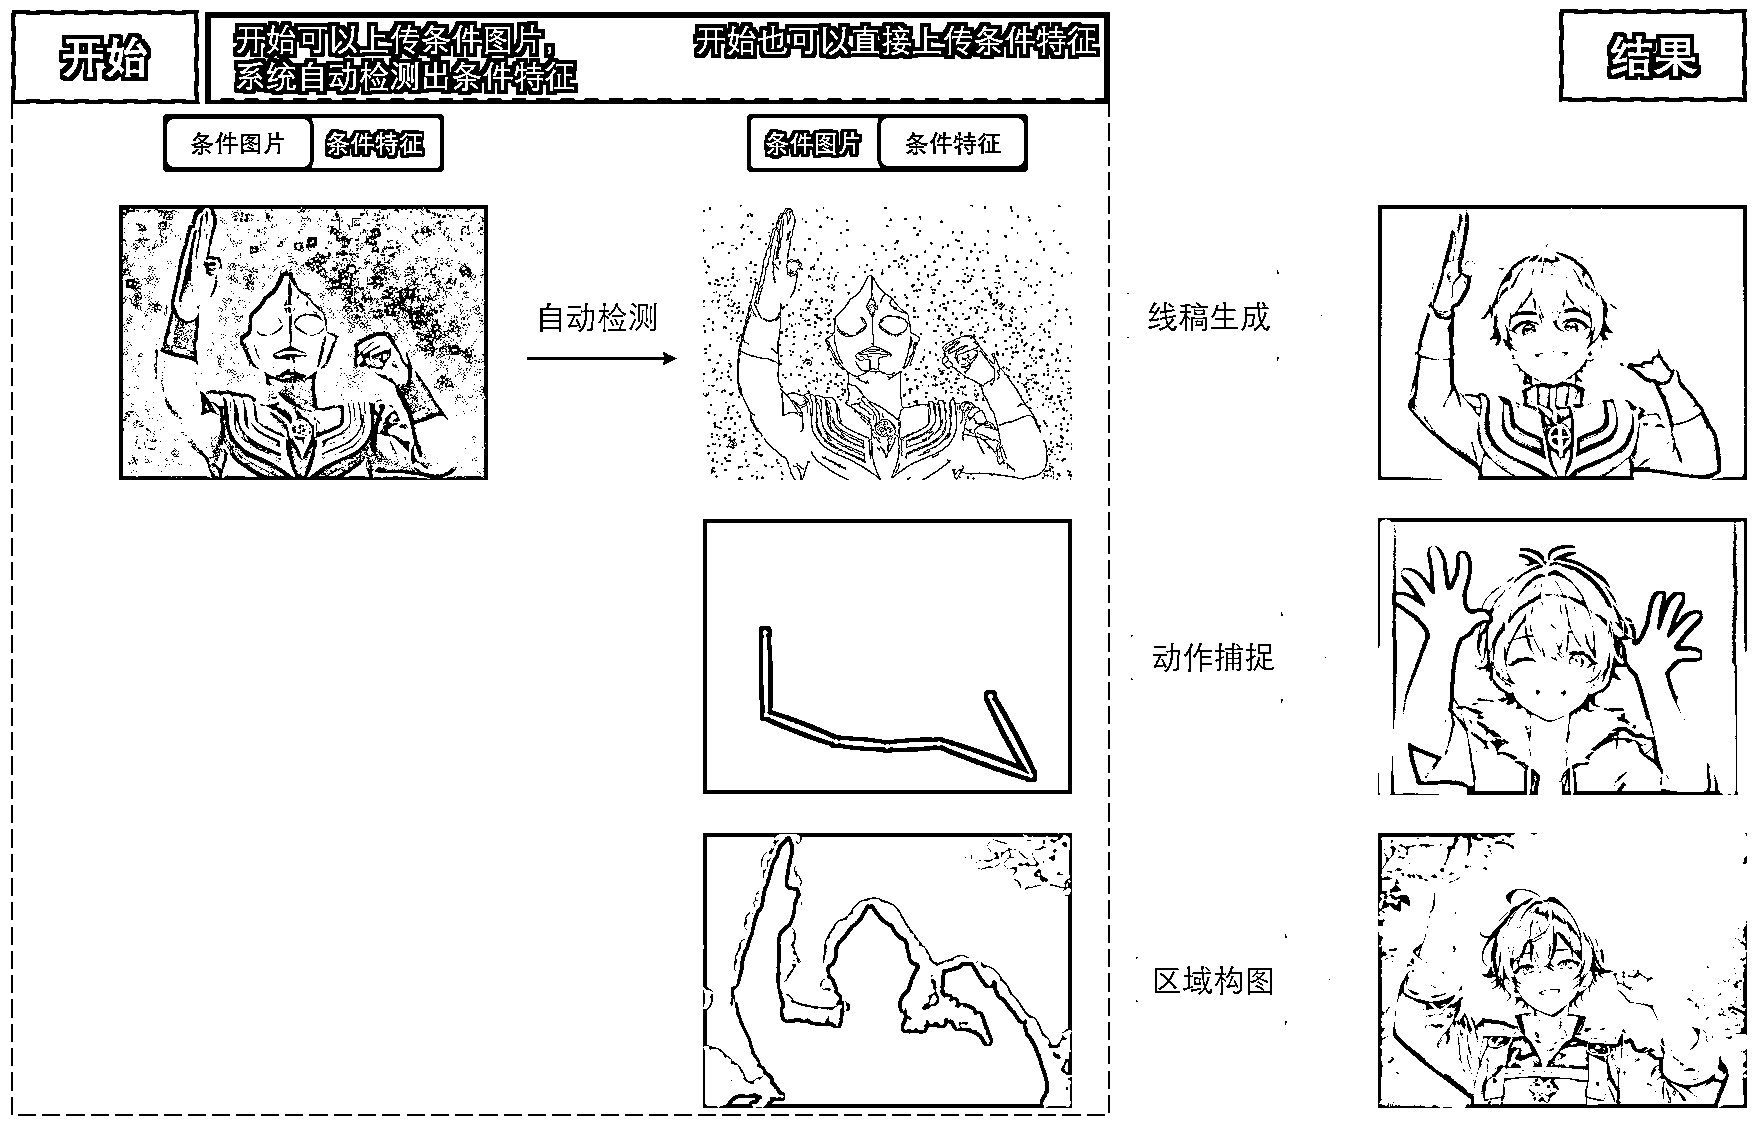 开始
开始可以上传条件图片,
系统自动检测出条件特征
开始也可以直接上传条件特征
结果
条件图片 条件特征
条件图片 条件特征
自动检测
线稿生成
动作捕捉
区域构图